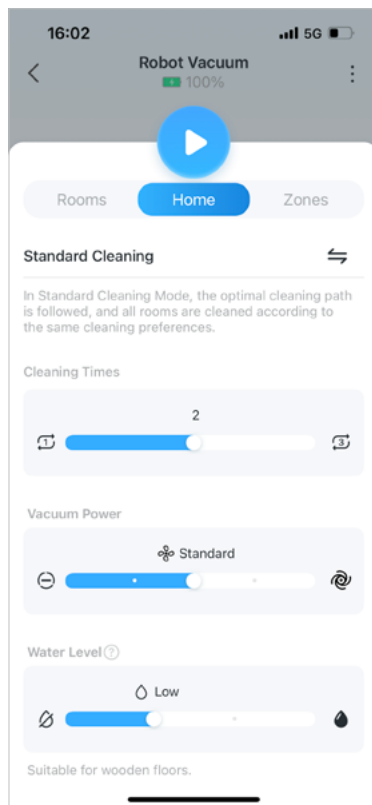 16:02
5G
Robot Vacuum
100%
Rooms Home Zones
Standard Cleaning
In Standard Cleaning Mode, the optimal cleaning path
is followed, and all rooms are cleaned according to
the same cleaning preferences.
Cleaning Times
2
1 3
Vacuum Power
Standard
Water Level ?
Low
Suitable for wooden floors.